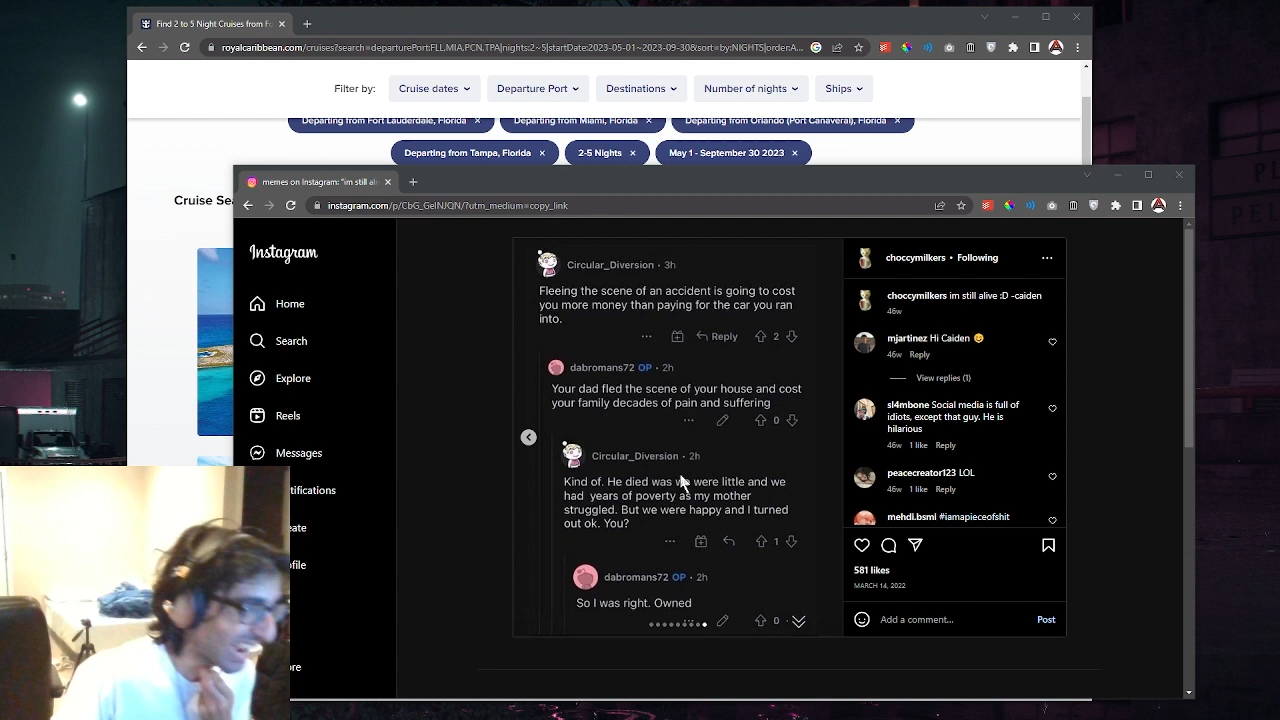 Find 2 to 5 Night Cruises from Fo
royalcaribbean.com/cruises?search=departurePort:FLL,MIA,PCN,TPA|nights:2~5|startDate:2023-05-01~2023-09-30&sort=by:NIGHTS|order:A...
Filter by:
Cruise dates
Departure Port
Destinations
Number of nights
Ships
Departing from Fort Lauderdale, Florida ×
Departing from Miami, Florida ×
Departing from Orlando (Port Canaveral), Florida ×
Departing from Tampa, Florida ×
2-5 Nights ×
May 1 - September 30 2023 ×
Cruise Sea
memes on Instagram: "im still ali
instagram.com/p/CbG_GeINJGN/?utm_medium=copy_link
Instagram
Home
Search
Explore
Reels
Messages
tifications
eate
ofile
ore
Circular_Diversion · 3h
Fleeing the scene of an accident is going to cost
you more money than paying for the car you ran
into.
... Reply 2
dabromans72 OP · 2h
Your dad fled the scene of your house and cost
your family decades of pain and suffering
... 0
Circular_Diversion · 2h
Kind of. He died was we were little and we
had years of poverty as my mother
struggled. But we were happy and I turned
out ok. You?
... 1
dabromans72 OP · 2h
So I was right. Owned
0
choccymilkers • Following
...
choccymilkers im still alive :D -caiden
46w
mjartinez Hi Caiden 😊
46w Reply
View replies (1)
sl4mbone Social media is full of
idiots, except that guy. He is
hilarious
46w 1 like Reply
peacecreator123 LOL
46w 1 like Reply
mehdi.bsml #iamapieceofshit
581 likes
MARCH 14, 2022
Add a comment...
Post